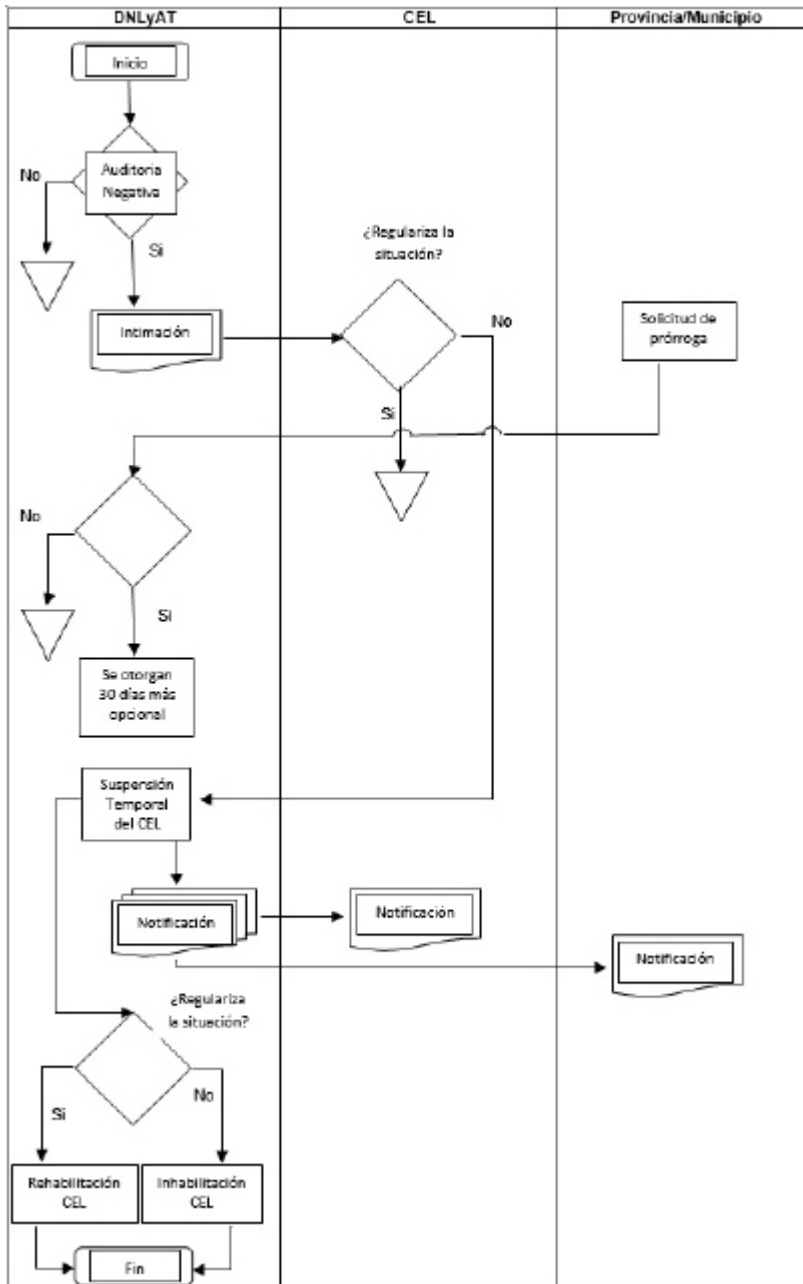 DNLyAT
CEL
Provincia/Municipio
Inicio
No
Auditoria
Negativa
Si
¿Regulariza la
situación?
Intimación
No
Solicitud de
prórroga
Si
No
Si
Se otorgan
30 días más
opcional
Suspensión
Temporal
del CEL
Notificación
Notificación
Notificación
¿Regulariza
la situación?
Si
No
Rehabilitación
CEL
Inhabilitación
CEL
Fin